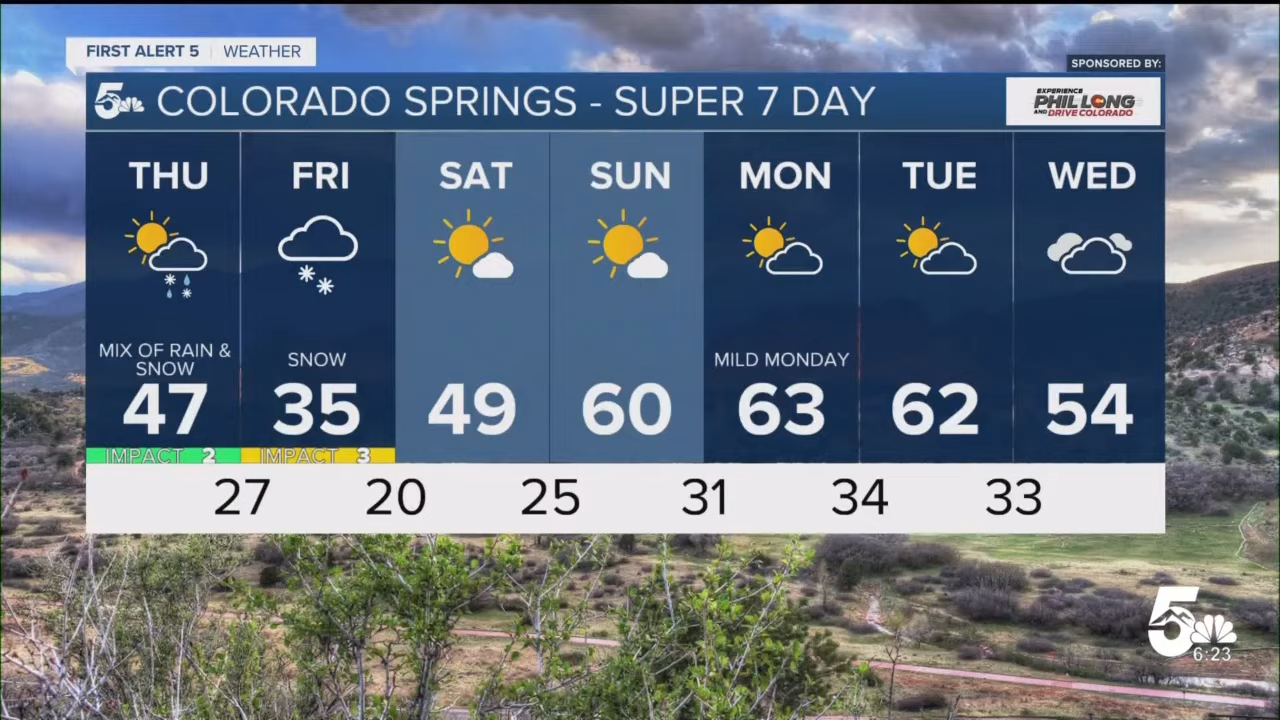 FIRST ALERT 5 WEATHER
SPONSORED BY:
5 COLORADO SPRINGS - SUPER 7 DAY
EXPERIENCE
PHIL LONG
AND DRIVE COLORADO
THU FRI SAT SUN MON TUE WED
MIX OF RAIN &
SNOW
SNOW
MILD MONDAY
47 35 49 60 63 62 54
IMPACT 2 IMPACT 3
27 20 25 31 34 33
5
6:23